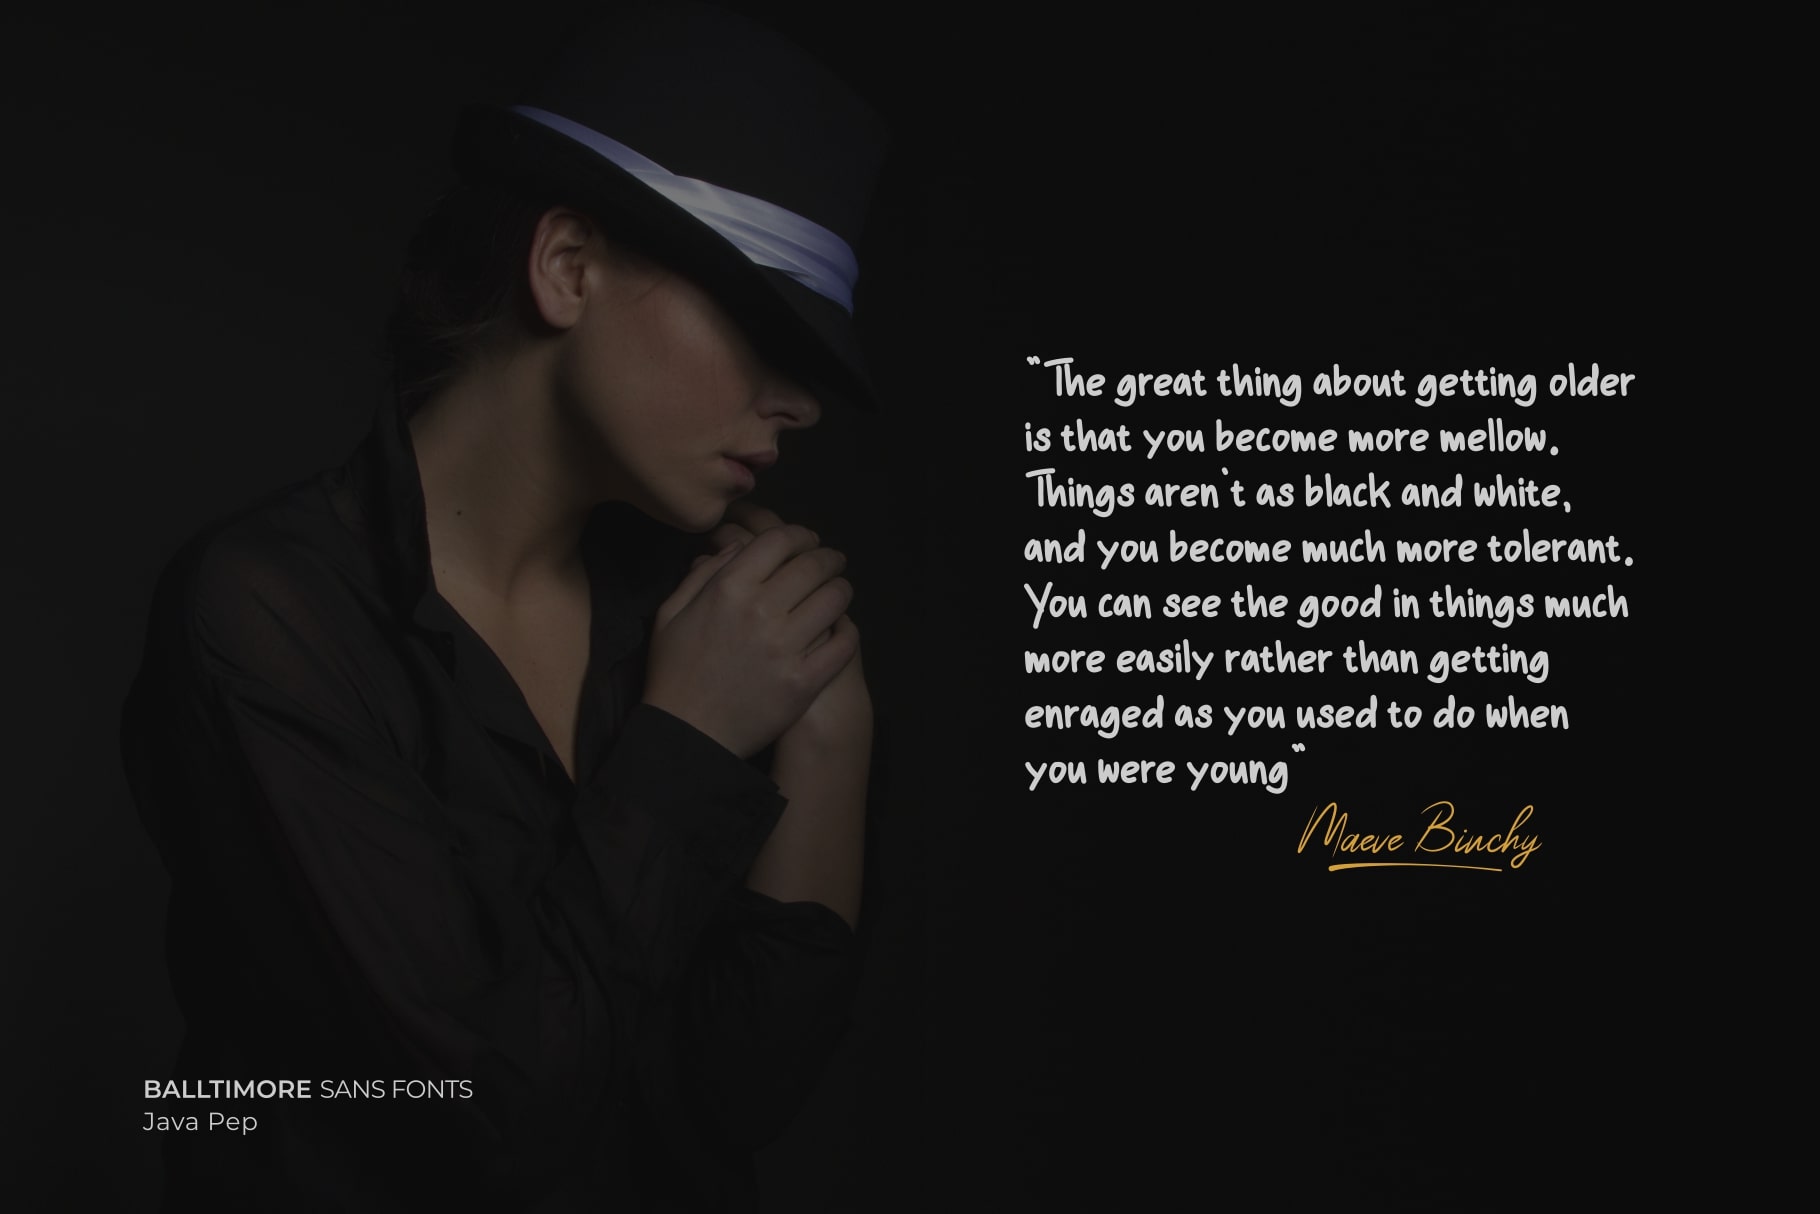 "The great thing about getting older
is that you become more mellow.
Things aren't as black and white,
and you become much more tolerant.
You can see the good in things much
more easily rather than getting
enraged as you used to do when
you were young"
Maeve Binchy
BALLTIMORE SANS FONTS
Java Pep